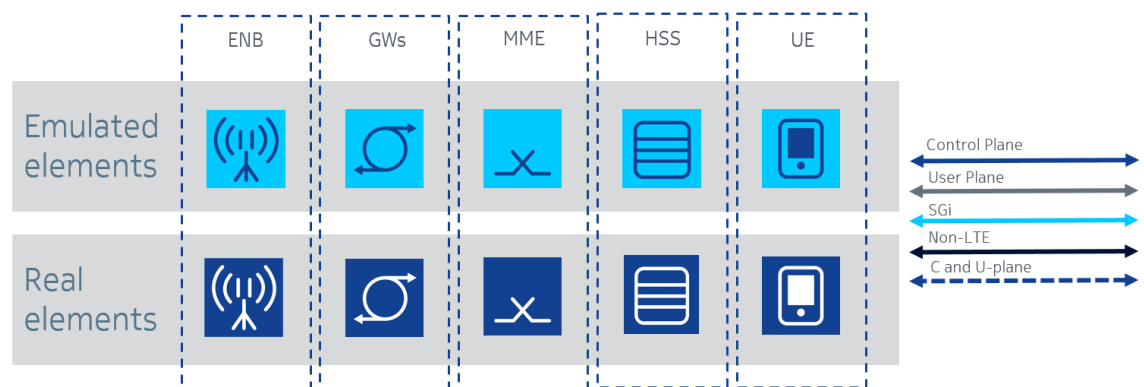 ENB
GWs
MME
HSS
UE
Emulated
elements
Real
elements
Control Plane
User Plane
SGi
Non-LTE
C and U-plane